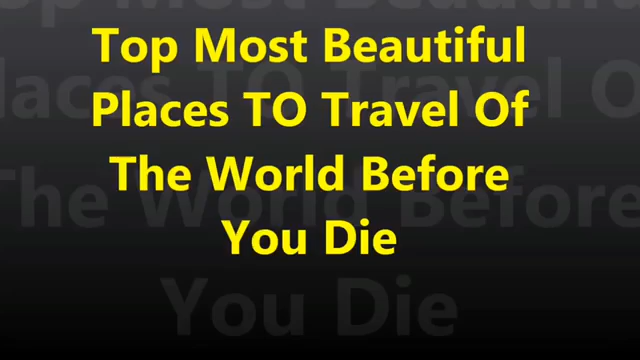 Top Most Beautiful
Places TO Travel Of
The World Before
You Die